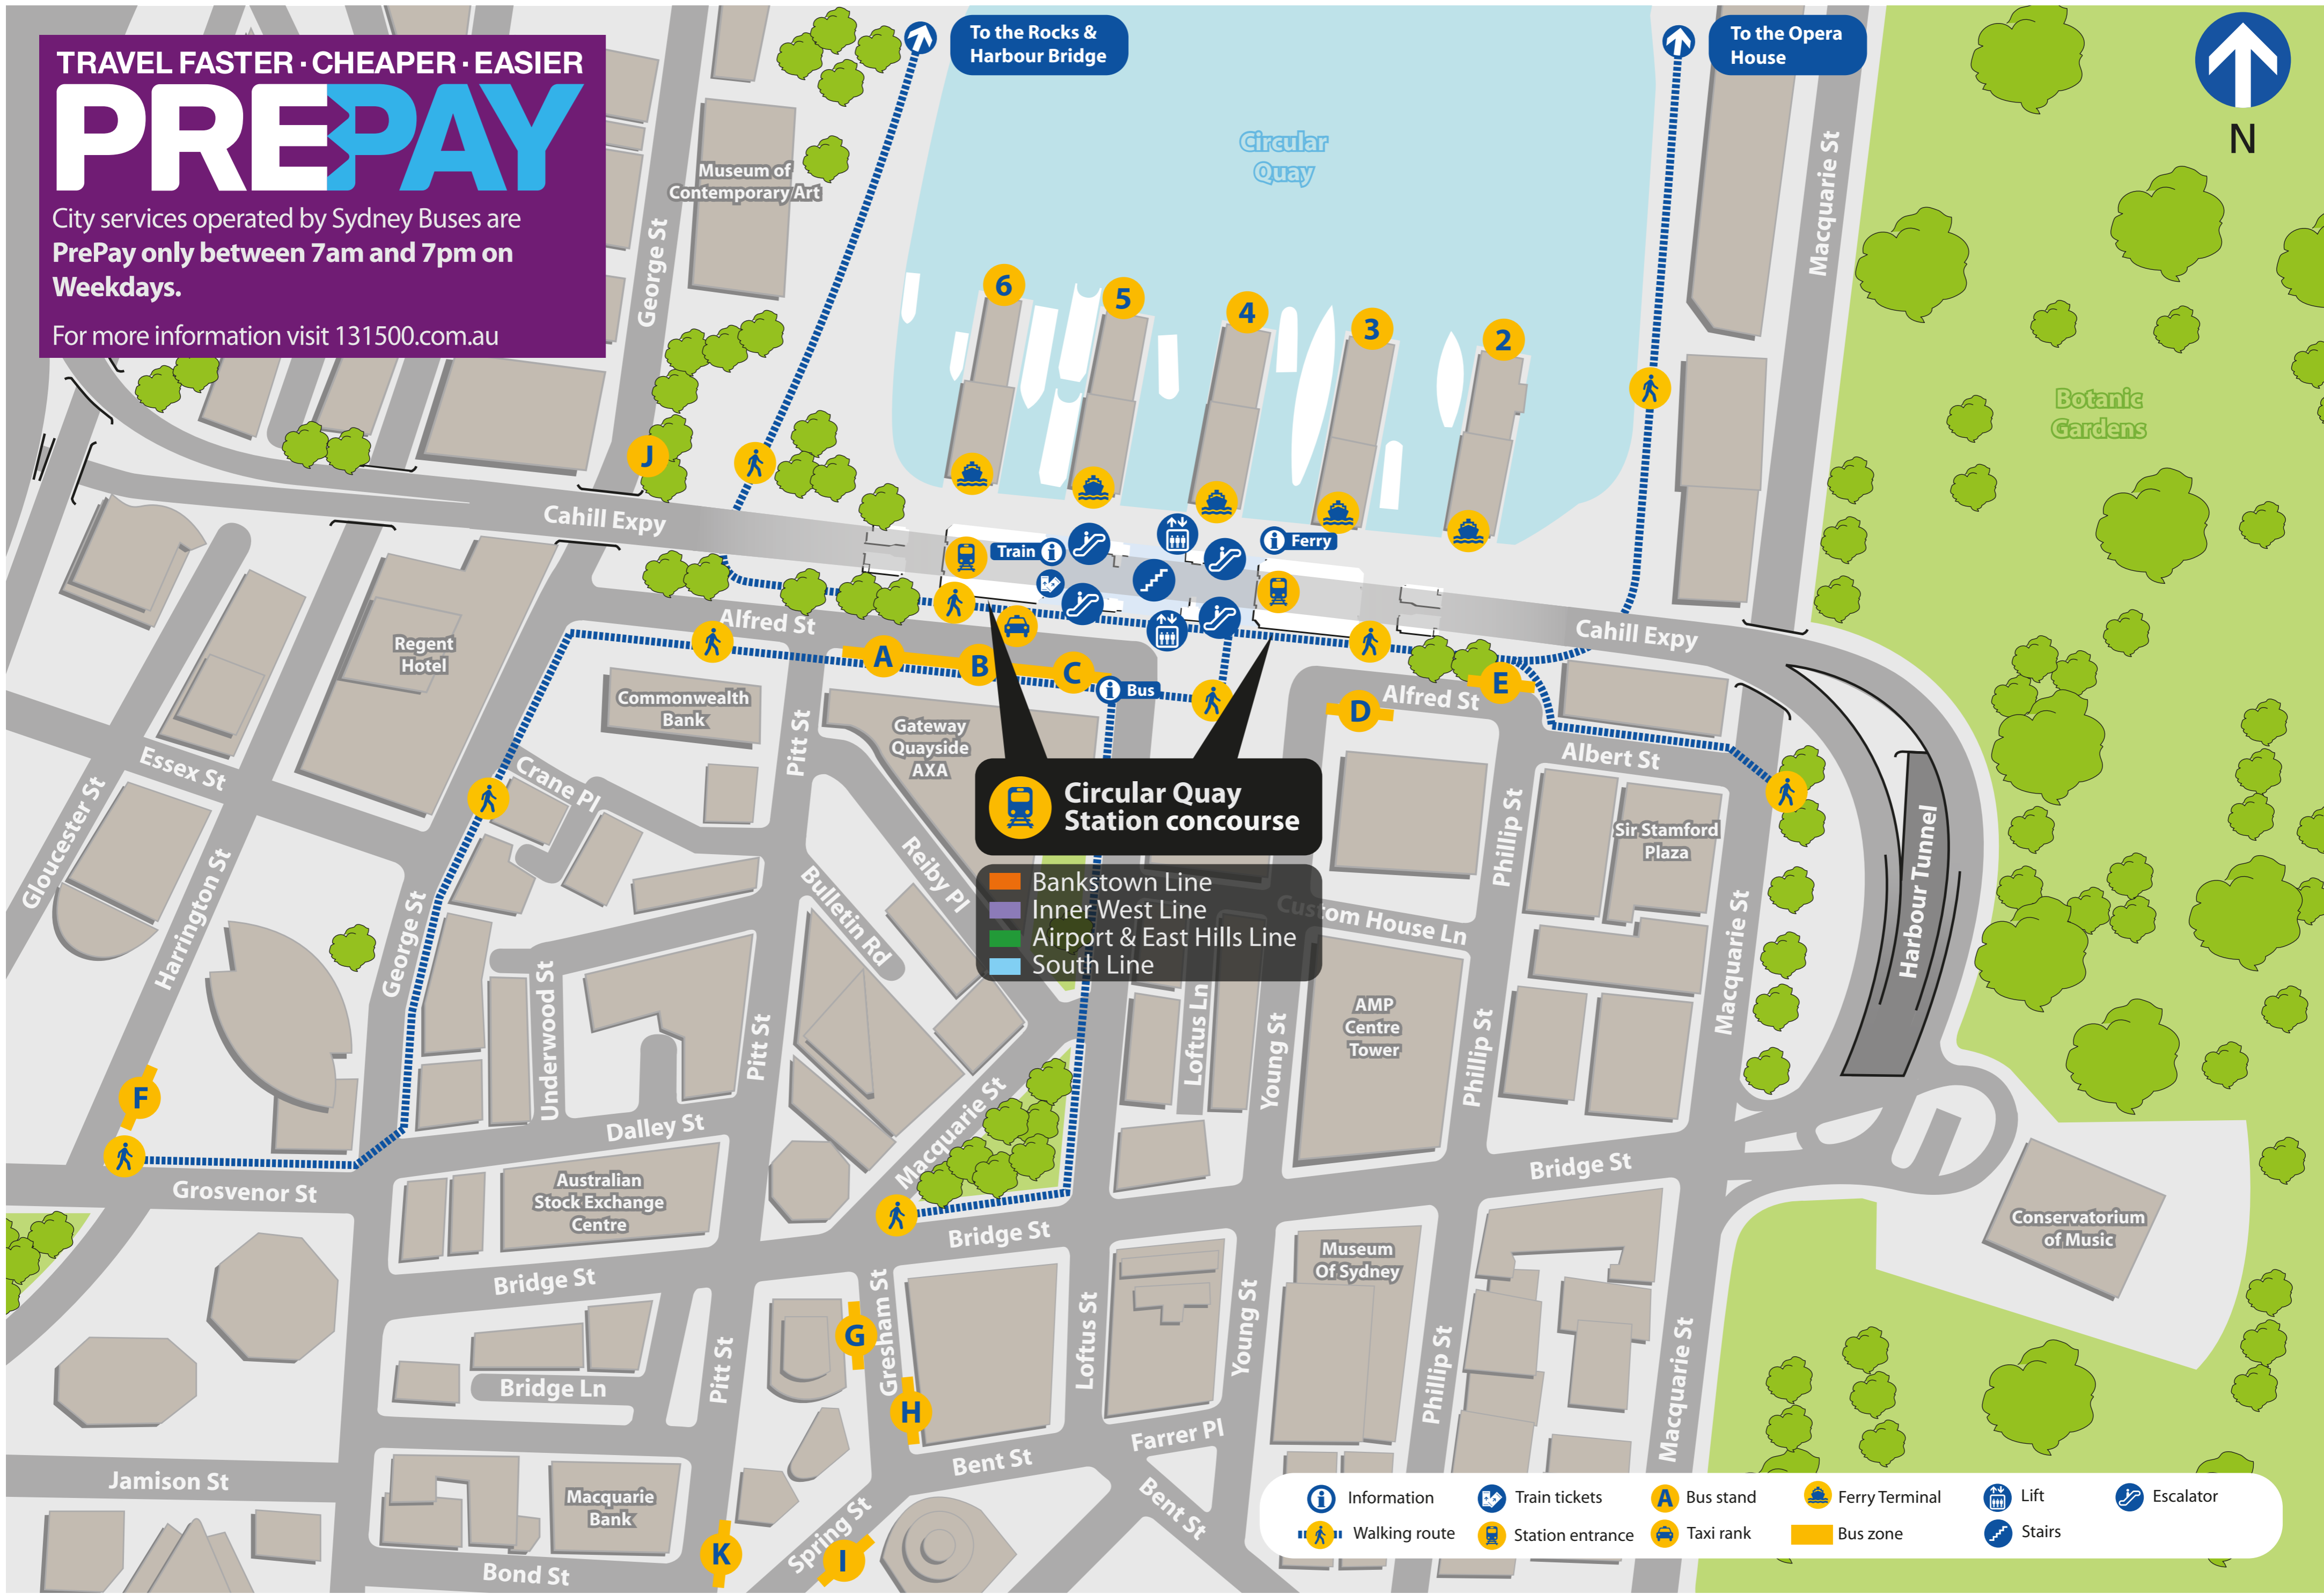 TRAVEL FASTER · CHEAPER · EASIER
PREPAY
City services operated by Sydney Buses are
PrePay only between 7am and 7pm on
Weekdays.
For more information visit 131500.com.au
To the Rocks &
Harbour Bridge
To the Opera
House
N
Circular
Quay
Museum of
Contemporary Art
George St
Macquarie St
Botanic
Gardens
6
5
4
3
2
J
Cahill Expy
Train
Ferry
Cahill Expy
Alfred St
A
B
C
Bus
D
E
Alfred St
Albert St
Regent
Hotel
Commonwealth
Bank
Pitt St
Gateway
Quayside
AXA
Circular Quay
Station concourse
Bankstown Line
Inner West Line
Airport & East Hills Line
South Line
Essex St
Crane Pl
Gloucester St
Harrington St
George St
Reiby Pl
Bulletin Rd
Custom House Ln
Phillip St
Sir Stamford
Plaza
Harbour Tunnel
Macquarie St
Underwood St
Pitt St
Loftus Ln
Young St
AMP
Centre
Tower
Phillip St
F
Dalley St
Macquarie St
Grosvenor St
Australian
Stock Exchange
Centre
Bridge St
Bridge St
Bridge St
Conservatorium
of Music
Museum
Of Sydney
G
Gresham St
H
Loftus St
Young St
Phillip St
Macquarie St
Pitt St
Bridge Ln
Farrer Pl
Bent St
Bent St
Jamison St
Macquarie
Bank
Bond St
K
Spring St
I
Information
Train tickets
A
Bus stand
Ferry Terminal
Lift
Escalator
Walking route
Station entrance
Taxi rank
Bus zone
Stairs